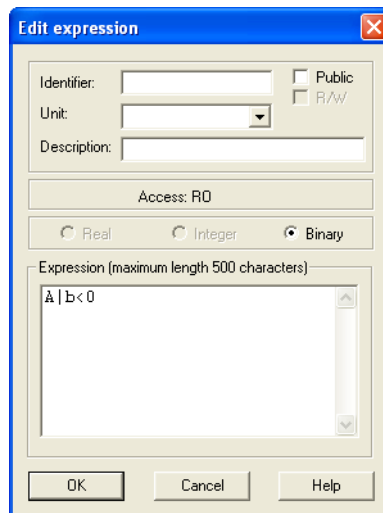 Edit expression
Identifier:
Public
R/W
Unit:
Description:
Access: RO
Real Integer Binary
Expression (maximum length 500 characters)
A|b<0
OK Cancel Help